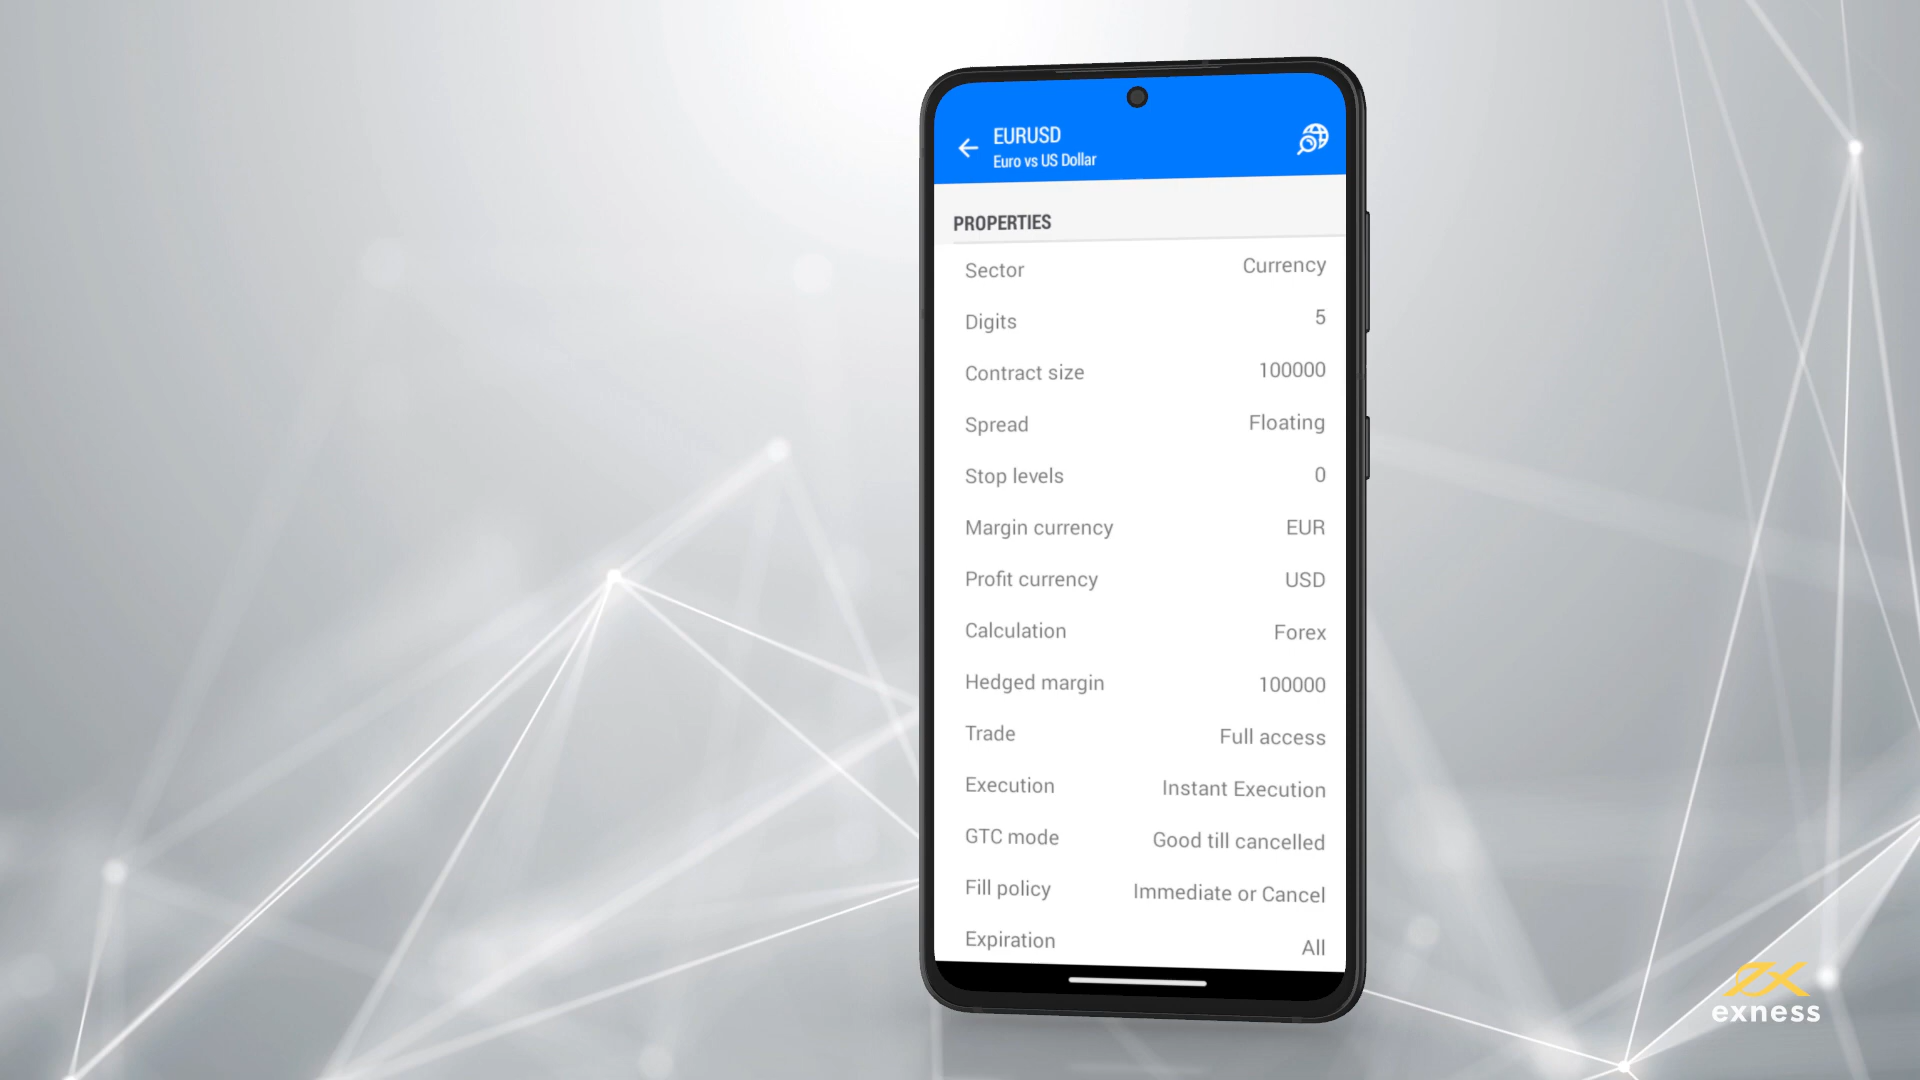 EURUSD
Euro vs US Dollar
PROPERTIES
Sector Currency
Digits 5
Contract size 100000
Spread Floating
Stop levels 0
Margin currency EUR
Profit currency USD
Calculation Forex
Hedged margin 100000
Trade Full access
Execution Instant Execution
GTC mode Good till cancelled
Fill policy Immediate or Cancel
Expiration All
ex
exness